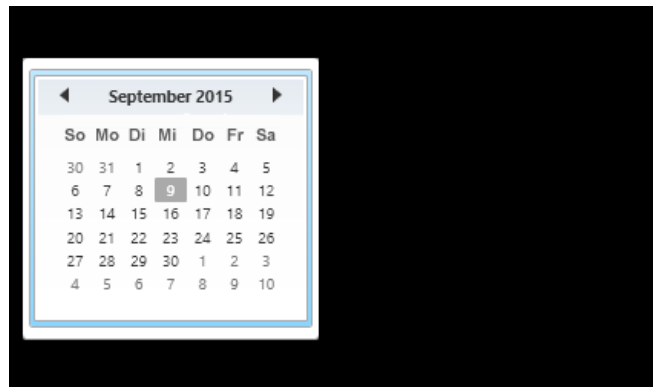 September 2015
So Mo Di Mi Do Fr Sa
30 31 1 2 3 4 5
6 7 8 9 10 11 12
13 14 15 16 17 18 19
20 21 22 23 24 25 26
27 28 29 30 1 2 3
4 5 6 7 8 9 10